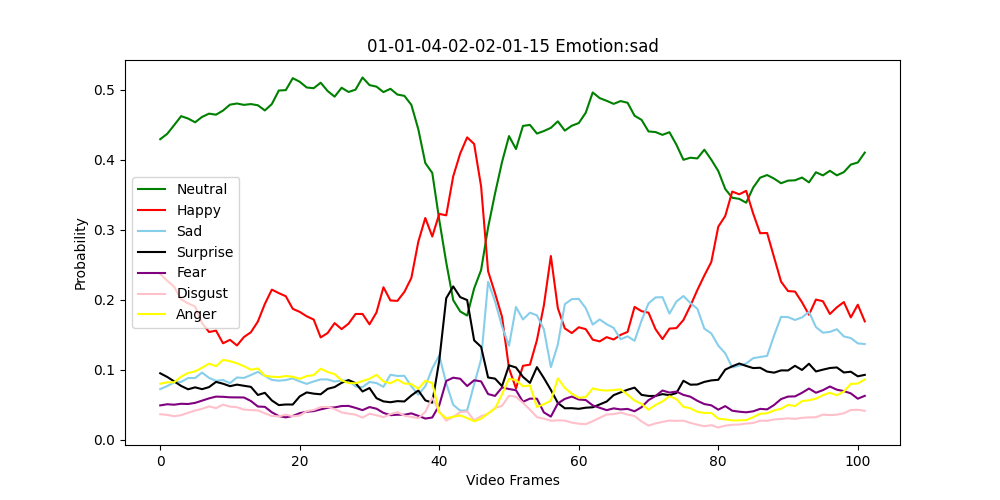 01-01-04-02-02-01-15 Emotion:sad
0.5
0.4
0.3
0.2
0.1
0.0
Probability
Neutral
Happy
Sad
Surprise
Fear
Disgust
Anger
0 20 40 60 80 100
Video Frames